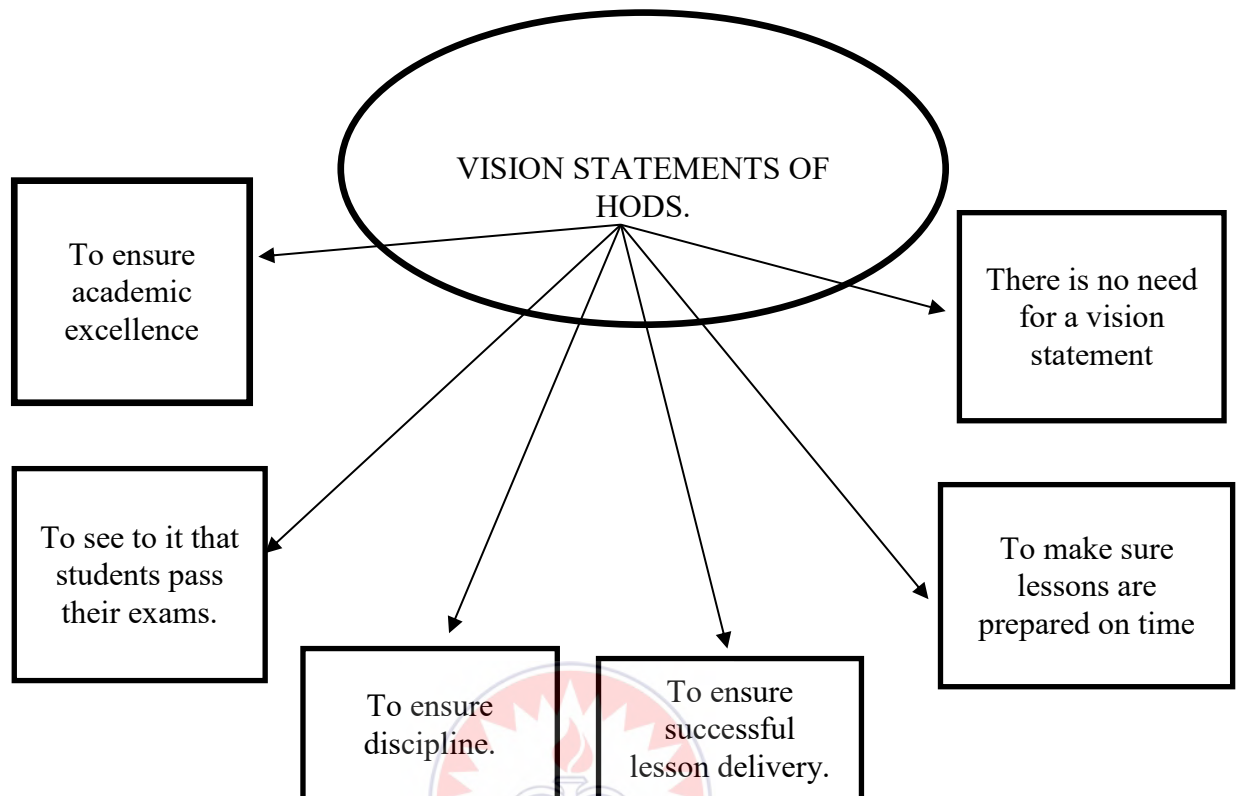 VISION STATEMENTS OF
HODS.
To ensure
academic
excellence
There is no need
for a vision
statement
To see to it that
students pass
their exams.
To make sure
lessons are
prepared on time
To ensure
discipline.
To ensure
successful
lesson delivery.